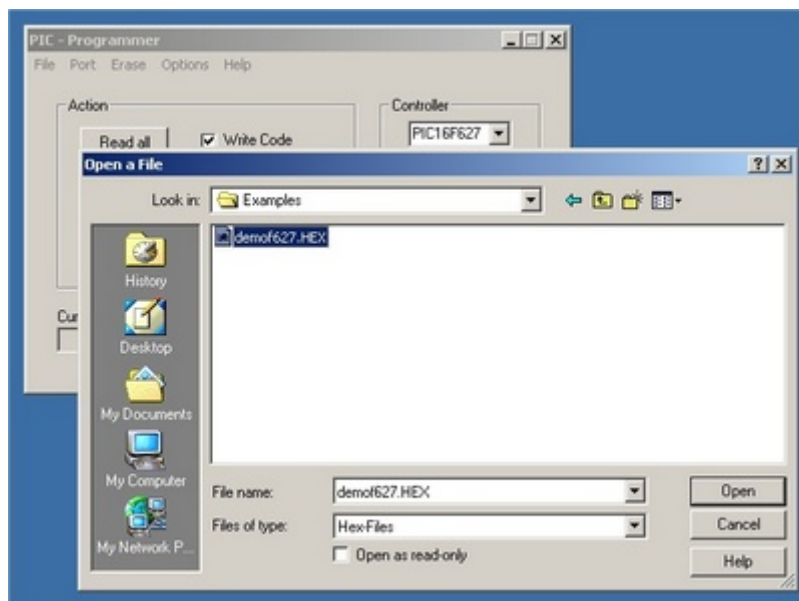 PIC - Programmer
File Port Erase Options Help
Action
Controller
Read all
Write Code
PIC16F627
Open a File
Look in:
Examples
demof627.HEX
History
Desktop
My Documents
My Computer
My Network P...
File name:
demof627.HEX
Open
Files of type:
Hex-Files
Cancel
Open as read-only
Help
Cur